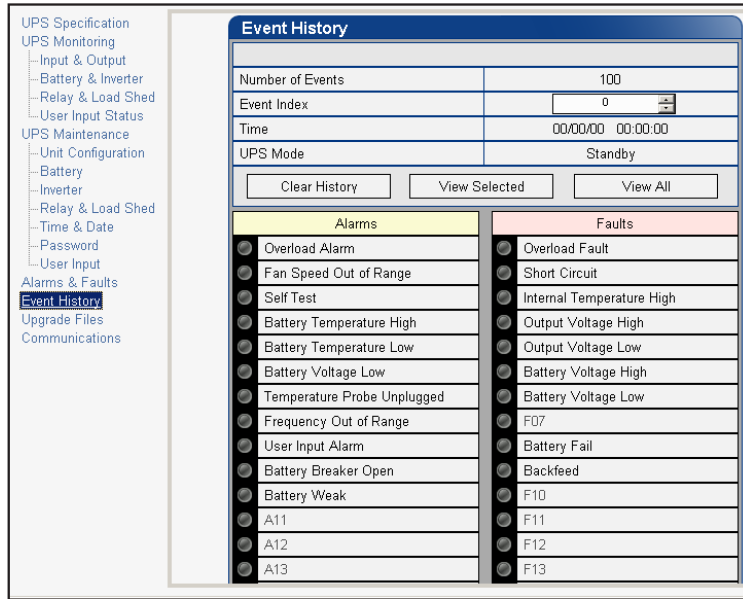 UPS Specification
UPS Monitoring
Input & Output
Battery & Inverter
Relay & Load Shed
User Input Status
UPS Maintenance
Unit Configuration
Battery
Inverter
Relay & Load Shed
Time & Date
Password
User Input
Alarms & Faults
Event History
Upgrade Files
Communications
Event History
Number of Events 100
Event Index 0
Time 00/00/00 00:00:00
UPS Mode Standby
Clear History View Selected View All
Alarms Faults
Overload Alarm Overload Fault
Fan Speed Out of Range Short Circuit
Self Test Internal Temperature High
Battery Temperature High Output Voltage High
Battery Temperature Low Output Voltage Low
Battery Voltage Low Battery Voltage High
Temperature Probe Unplugged Battery Voltage Low
Frequency Out of Range F07
User Input Alarm Battery Fail
Battery Breaker Open Backfeed
Battery Weak F10
A11 F11
A12 F12
A13 F13